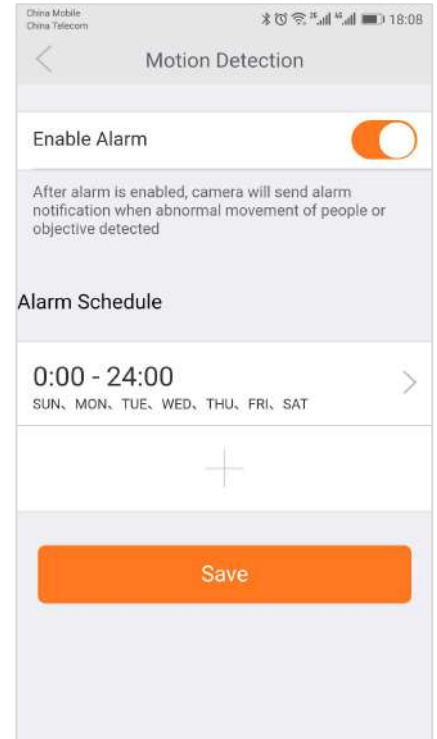 China Mobile
China Telecom
18:08
Motion Detection
Enable Alarm
After alarm is enabled, camera will send alarm
notification when abnormal movement of people or
objective detected
Alarm Schedule
0:00 - 24:00
SUN、MON、TUE、WED、THU、FRI、SAT
Save